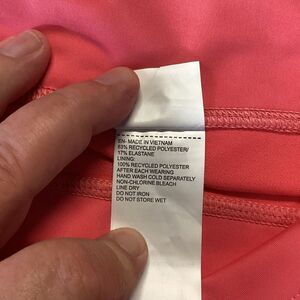 EN- MADE IN VIETNAM
83% RECYCLED POLYESTER/
17% ELASTANE
LINING:
100% RECYCLED POLYESTER
AFTER EACH WEARING
HAND WASH COLD SEPARATELY
NON-CHLORINE BLEACH
LINE DRY
DO NOT IRON
DO NOT STORE WET